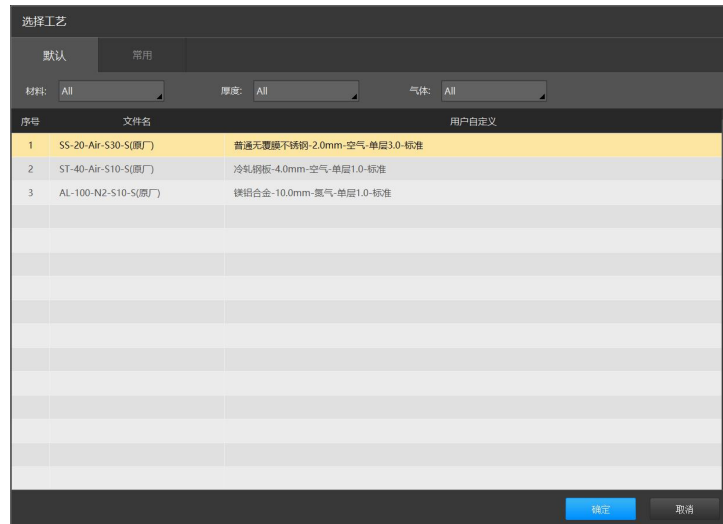 选择工艺
默认 常用
材料: All 厚度: All 气体: All
序号 文件名 用户自定义
1 SS-20-Air-S30-S(原厂) 普通无覆膜不锈钢-2.0mm-空气-单层3.0-标准
2 ST-40-Air-S10-S(原厂) 冷轧钢板-4.0mm-空气-单层1.0-标准
3 AL-100-N2-S10-S(原厂) 镁铝合金-10.0mm-氮气-单层1.0-标准
确定 取消